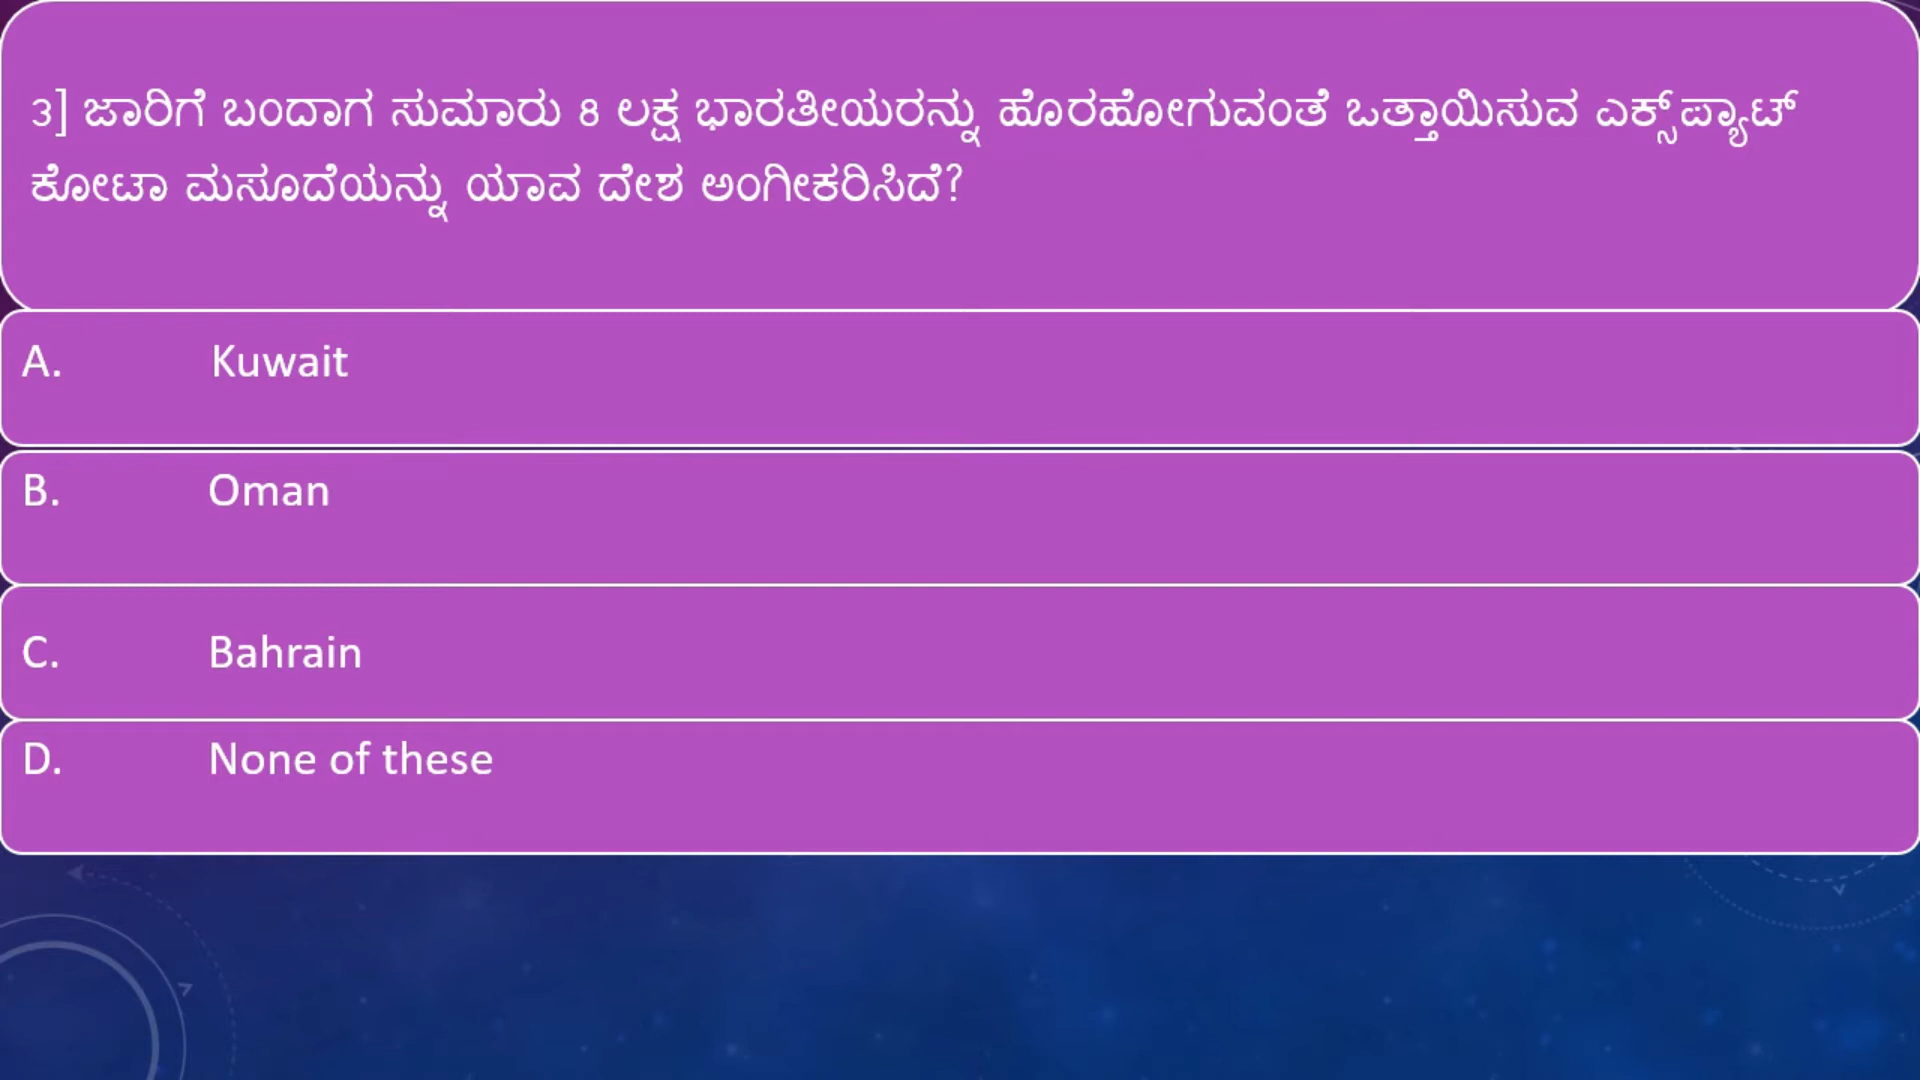 3] ಜಾರಿಗೆ ಬಂದಾಗ ಸುಮಾರು 8 ಲಕ್ಷ ಭಾರತೀಯರನ್ನು ಹೊರಹೋಗುವಂತೆ ಒತ್ತಾಯಿಸುವ ಎಕ್ಸ್‌ಪ್ಯಾಟ್
ಕೋಟಾ ಮಸೂದೆಯನ್ನು ಯಾವ ದೇಶ ಅಂಗೀಕರಿಸಿದೆ?
A. Kuwait
B. Oman
C. Bahrain
D. None of these